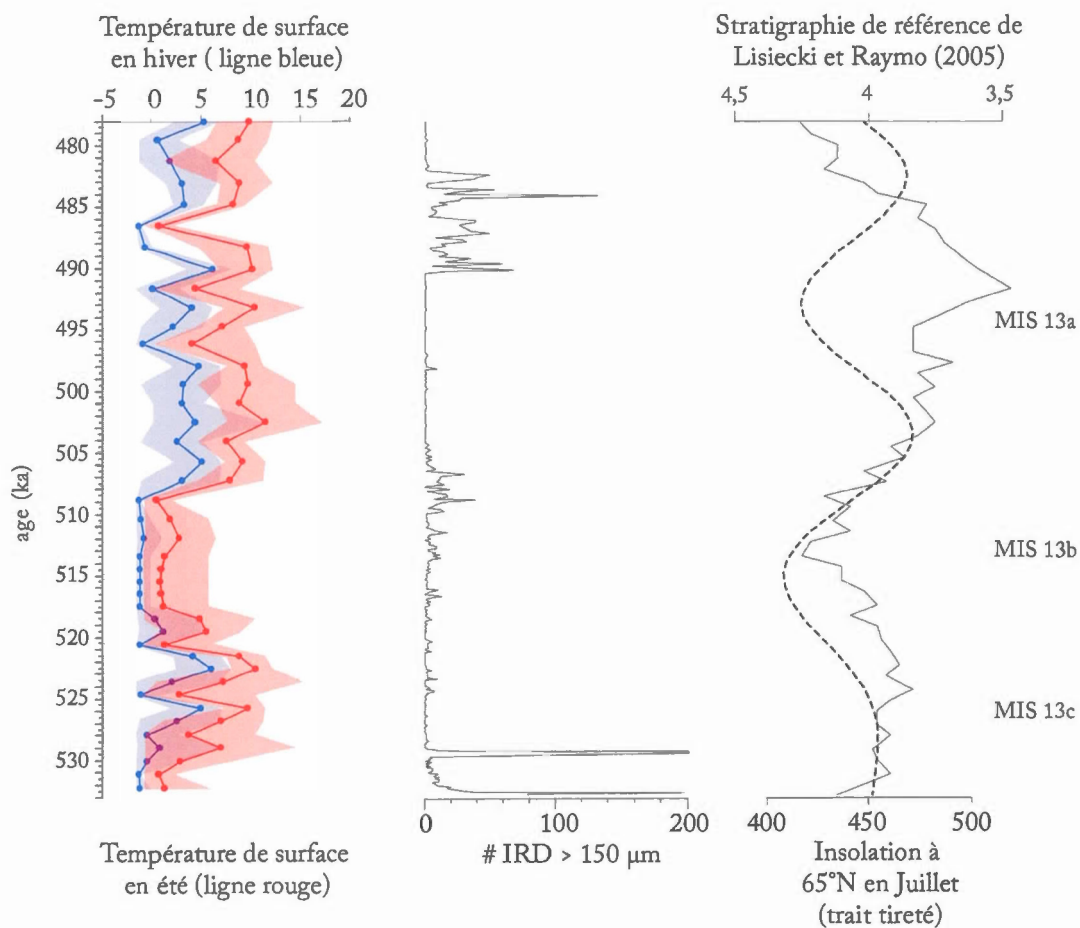 Température de surface
en hiver ( ligne bleue)
-5 0 5 10 20
Stratigraphie de référence de
Lisiecki et Raymo (2005)
4,5 4 3,5
age (ka)
480
485
490
495
500
505
510
515
520
525
530
MIS 13a
MIS 13b
MIS 13c
0 100 200
# IRD > 150 µm
400 450 500
Température de surface
en été (ligne rouge)
Insolation à
65°N en Juillet
(trait tireté)